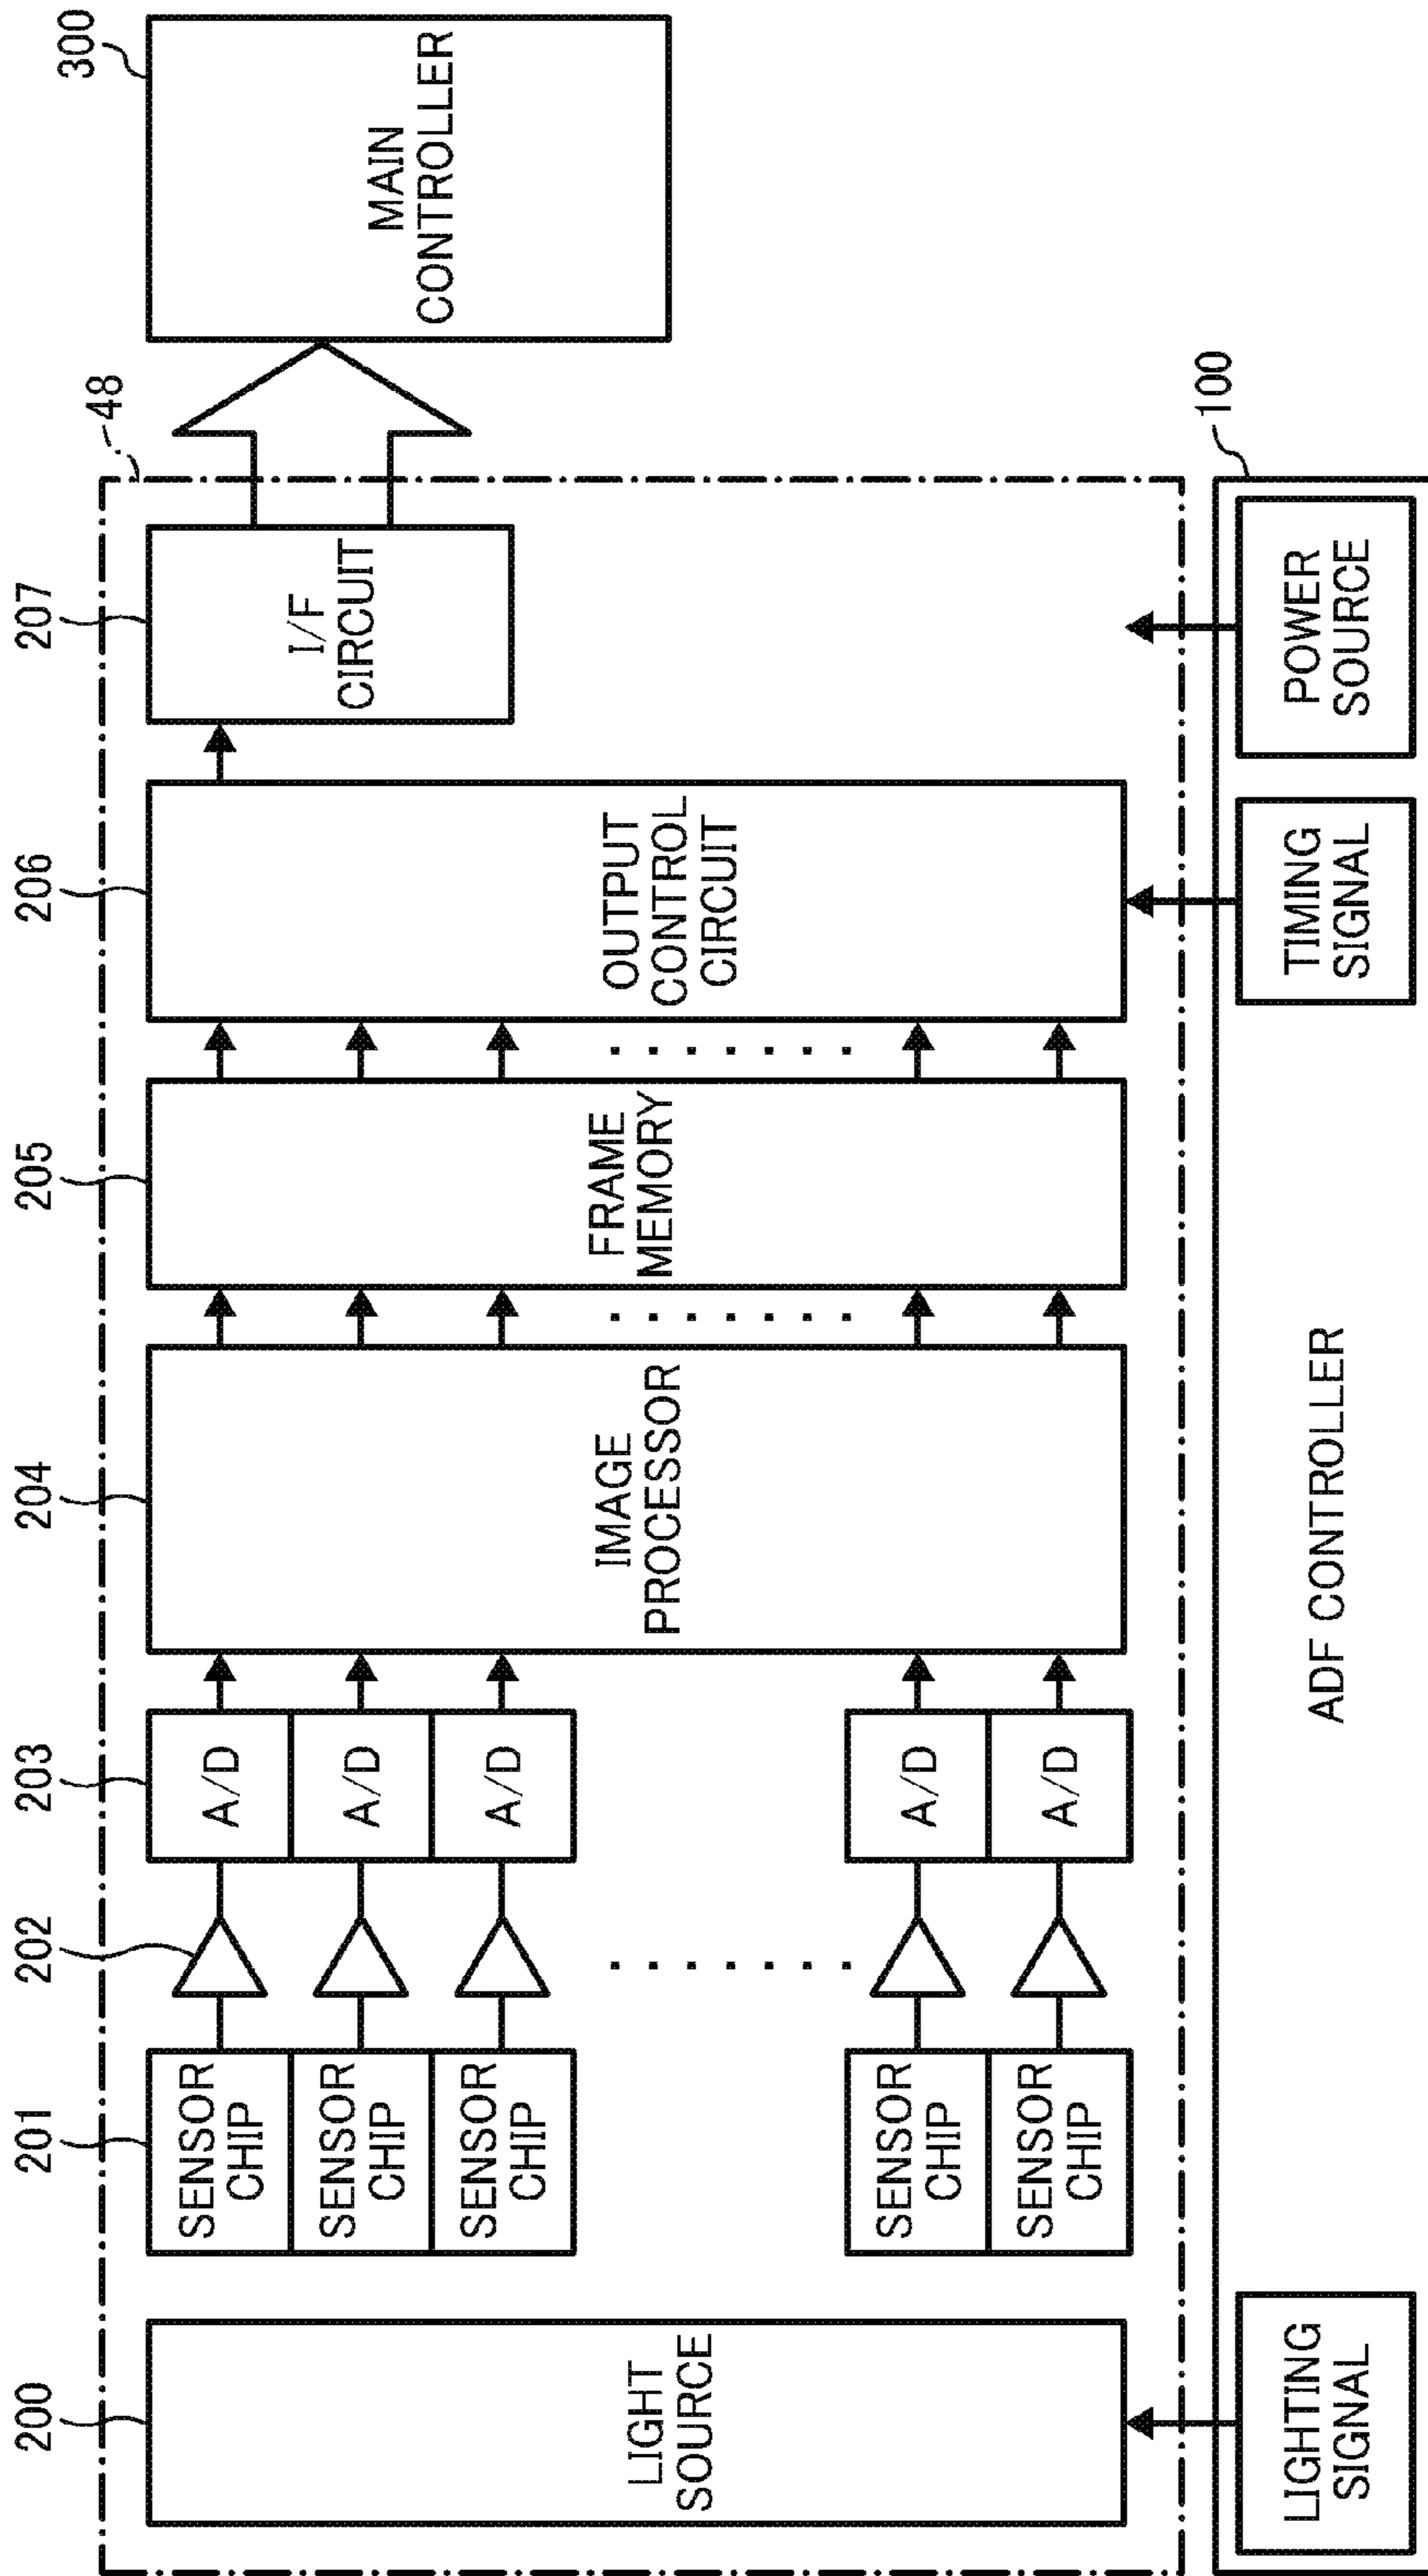 200
201
202
203
204
205
206
207
48
300
LIGHT
SOURCE
SENSOR
CHIP
SENSOR
CHIP
SENSOR
CHIP
SENSOR
CHIP
SENSOR
CHIP
A/D
A/D
A/D
A/D
A/D
IMAGE
PROCESSOR
FRAME
MEMORY
OUTPUT
CONTROL
CIRCUIT
I/F
CIRCUIT
MAIN
CONTROLLER
100
LIGHTING
SIGNAL
ADF CONTROLLER
TIMING
SIGNAL
POWER
SOURCE